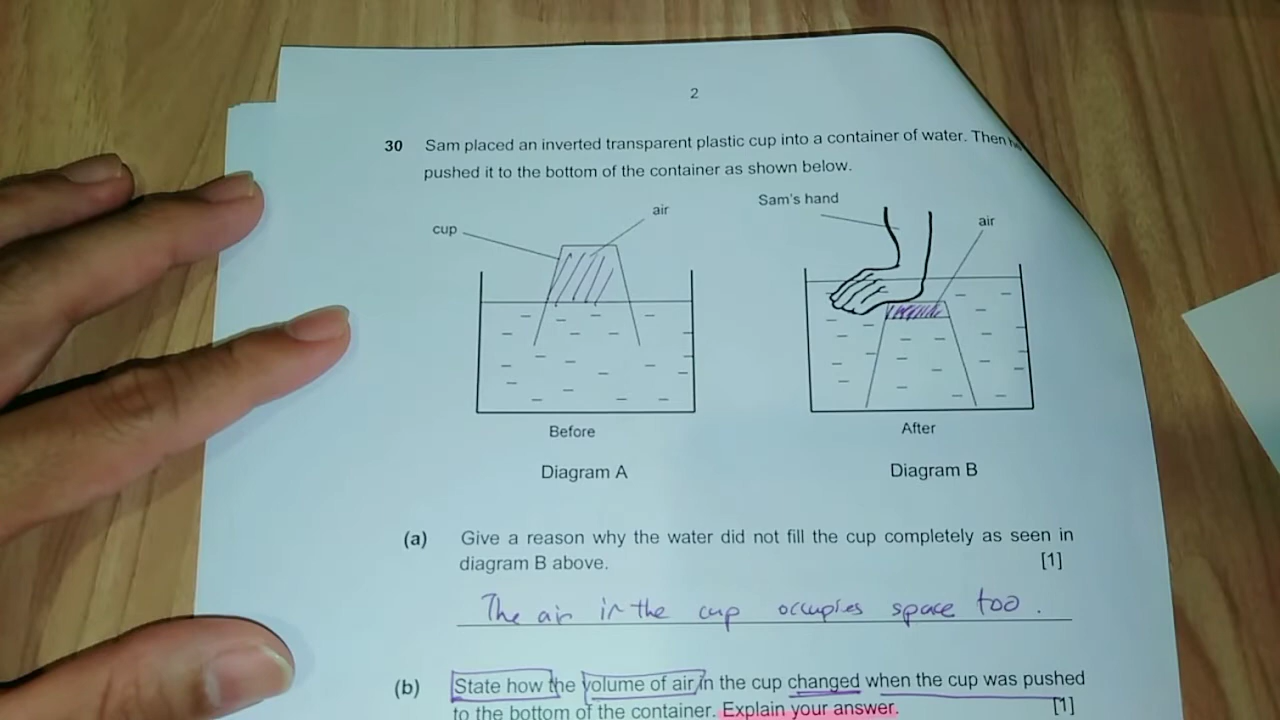 2
30 Sam placed an inverted transparent plastic cup into a container of water. Then
pushed it to the bottom of the container as shown below.
cup
air
Sam's hand
air
Before
After
Diagram A
Diagram B
(a) Give a reason why the water did not fill the cup completely as seen in
diagram B above. [1]
The air in the cup occupies space too.
(b) State how the volume of air in the cup changed when the cup was pushed
to the bottom of the container. Explain your answer. [1]